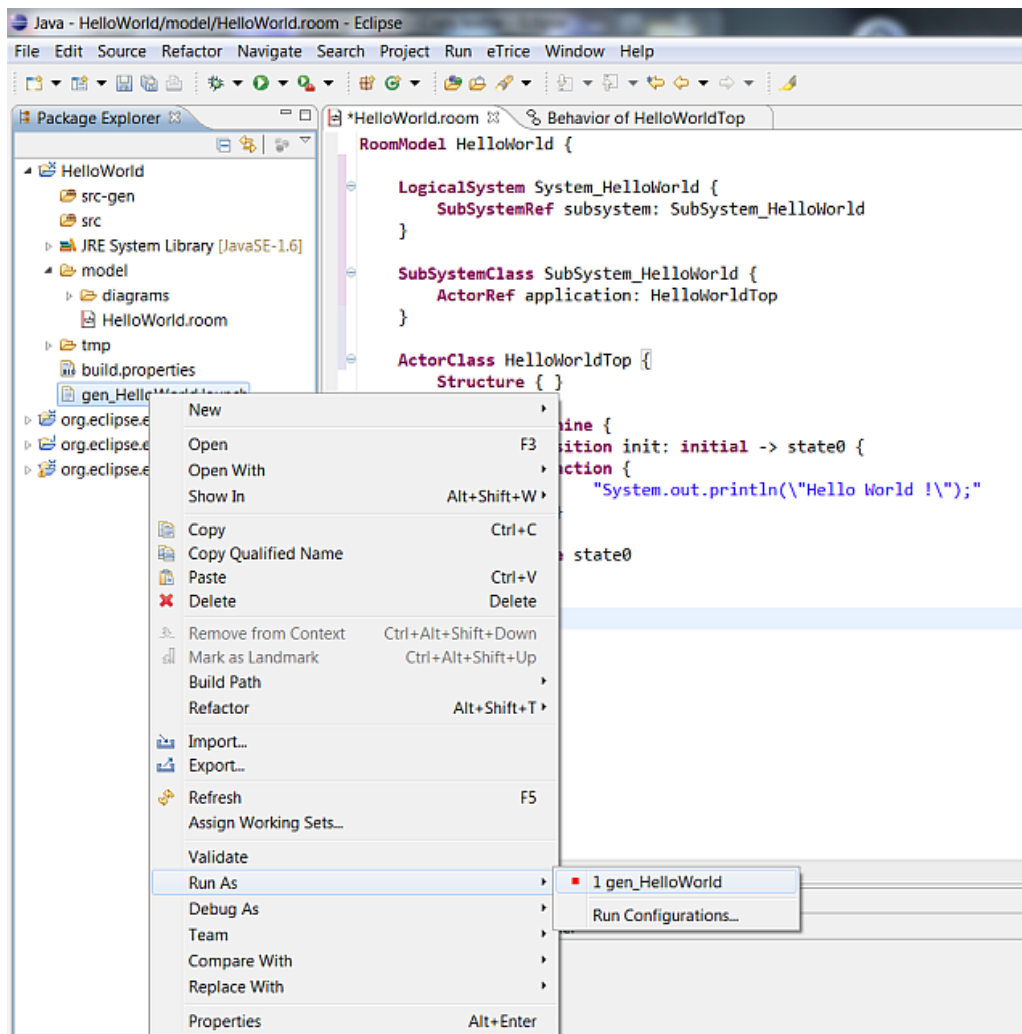 Java - HelloWorld/model/HelloWorld.room - Eclipse
File Edit Source Refactor Navigate Search Project Run eTrice Window Help
Package Explorer
*HelloWorld.room
Behavior of HelloWorldTop
HelloWorld
src-gen
src
JRE System Library [JavaSE-1.6]
model
diagrams
HelloWorld.room
tmp
build.properties
org.eclipse.e
org.eclipse.e
org.eclipse.e
RoomModel HelloWorld {
LogicalSystem System_HelloWorld {
SubSystemRef subsystem: SubSystem_HelloWorld
}
SubSystemClass SubSystem_HelloWorld {
ActorRef application: HelloWorldTop
}
ActorClass HelloWorldTop {
Structure { }
ine {
sition init: initial -> state0 {
ction {
"System.out.println(\"Hello World !\");"
}
state0
New
Open F3
Open With
Show In Alt+Shift+W
Copy Ctrl+C
Copy Qualified Name
Paste Ctrl+V
Delete Delete
Remove from Context Ctrl+Alt+Shift+Down
Mark as Landmark Ctrl+Alt+Shift+Up
Build Path
Refactor Alt+Shift+T
Import...
Export...
Refresh F5
Assign Working Sets...
Validate
Run As
Debug As
Team
Compare With
Replace With
Properties Alt+Enter
1 gen_HelloWorld
Run Configurations...